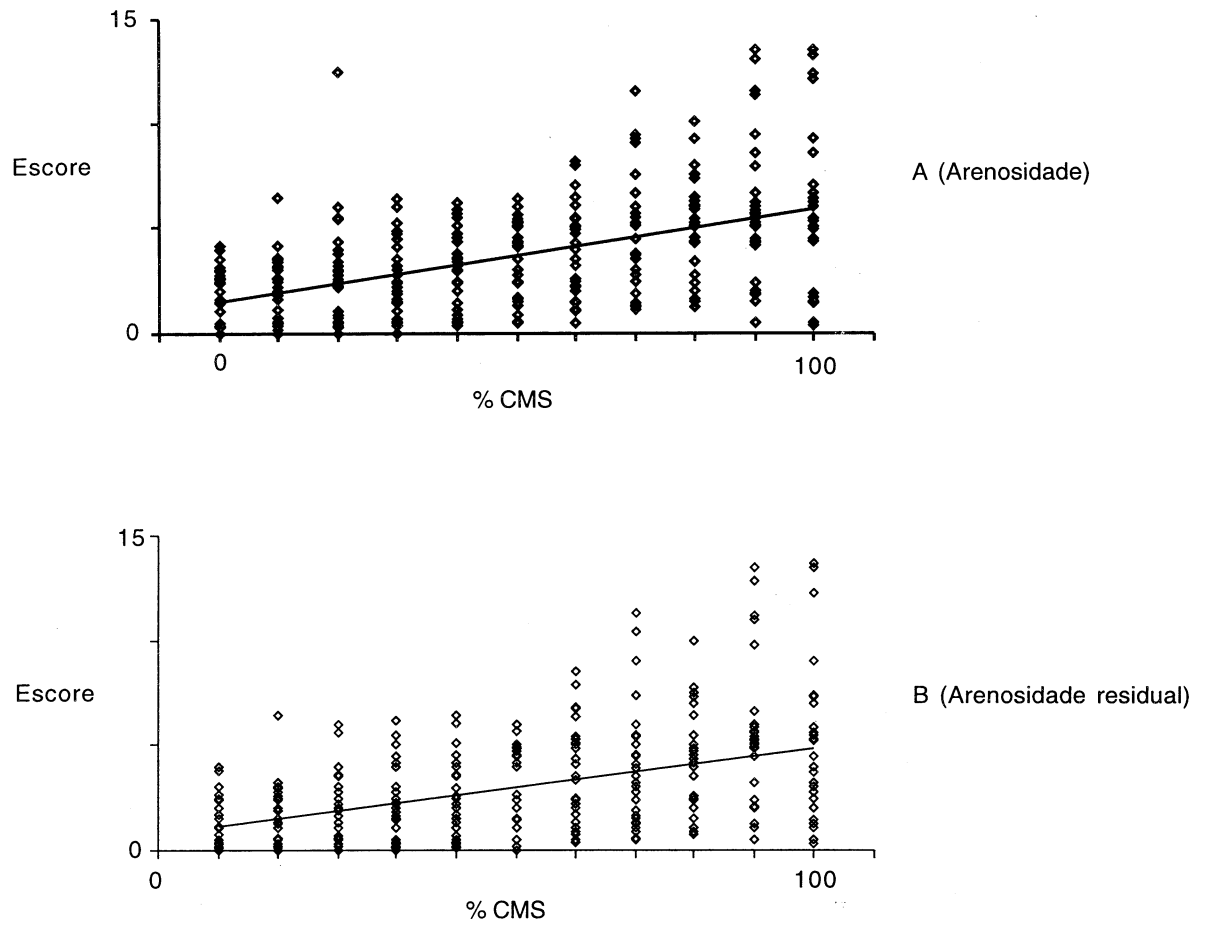 15
Escore
A (Arenosidade)
0
0
100
% CMS
15
Escore
B (Arenosidade residual)
0
0
100
% CMS